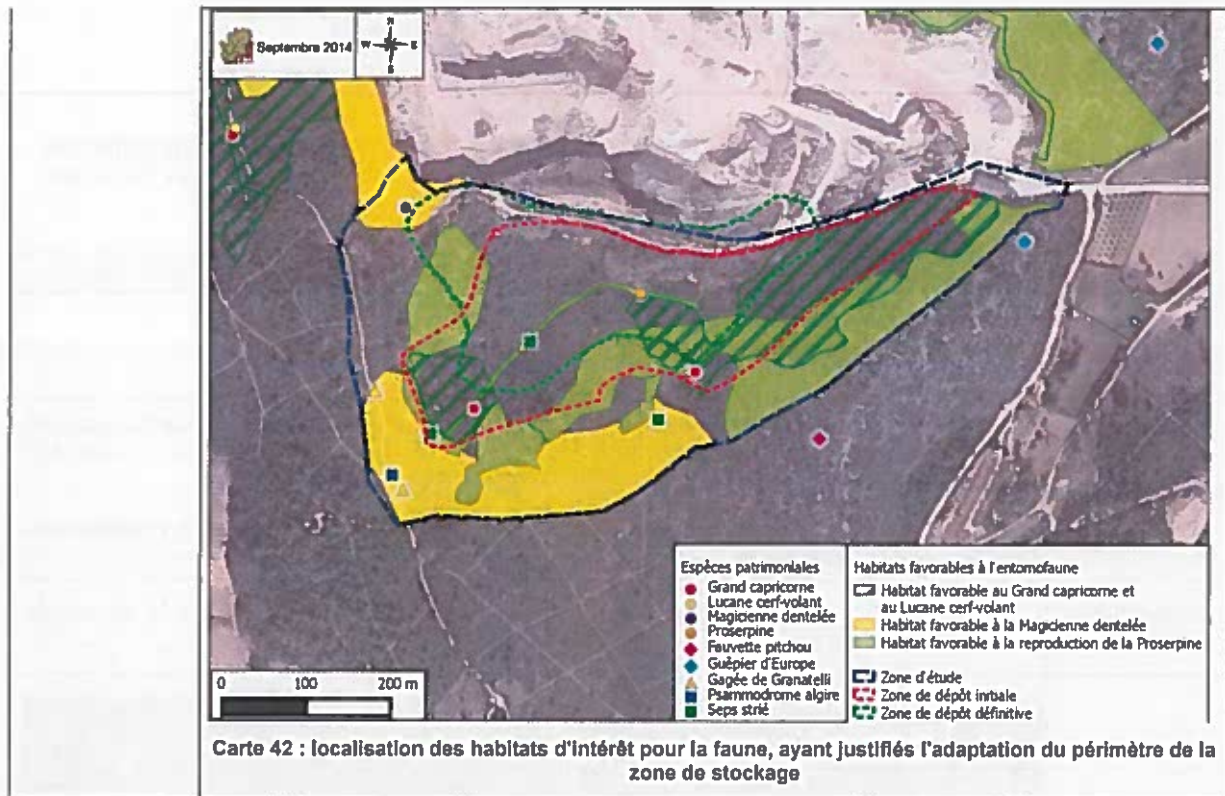 Septembre 2014
N
W E
S
Espèces patrimoniales
Grand capricorne
Lucane cerf-volant
Magicienne dentelée
Proserpine
Fauvette pitchou
Guêpier d'Europe
Gagée de Granatelli
Psammodrome algire
Seps strié
Habitats favorables à l'entomofaune
Habitat favorable au Grand capricorne et
au Lucane cerf-volant
Habitat favorable à la Magicienne dentelée
Habitat favorable à la reproduction de la Proserpine
Zone d'étude
Zone de dépôt initiale
Zone de dépôt définitive
0 100 200 m
Carte 42 : localisation des habitats d'intérêt pour la faune, ayant justifiés l'adaptation du périmètre de la
zone de stockage